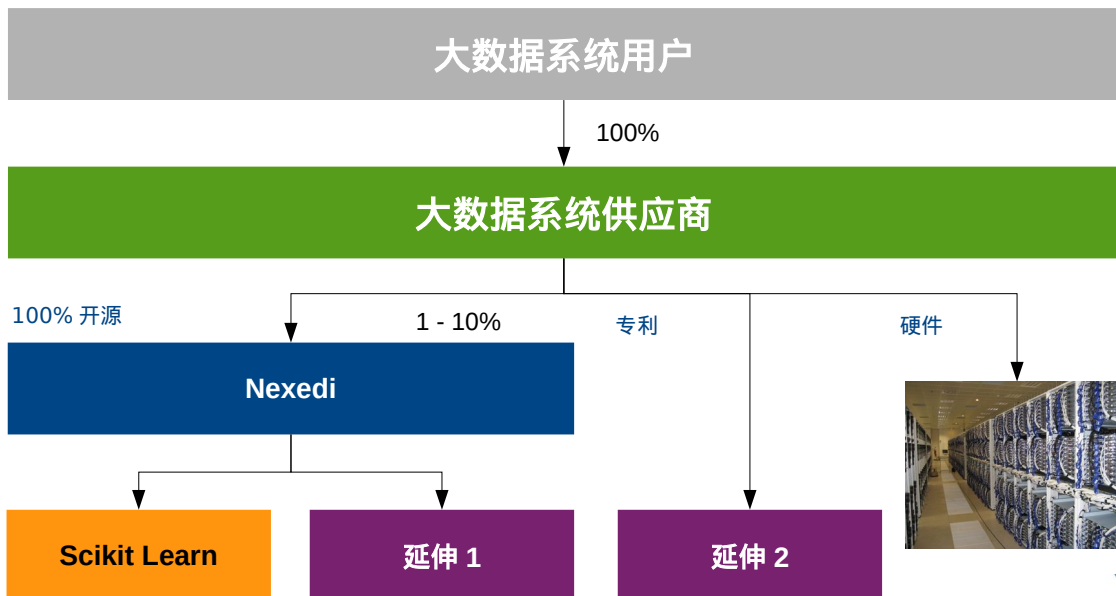 大数据系统用户
100%
大数据系统供应商
100% 开源
1 - 10%
专利
硬件
Nexedi
Scikit Learn
延伸 1
延伸 2